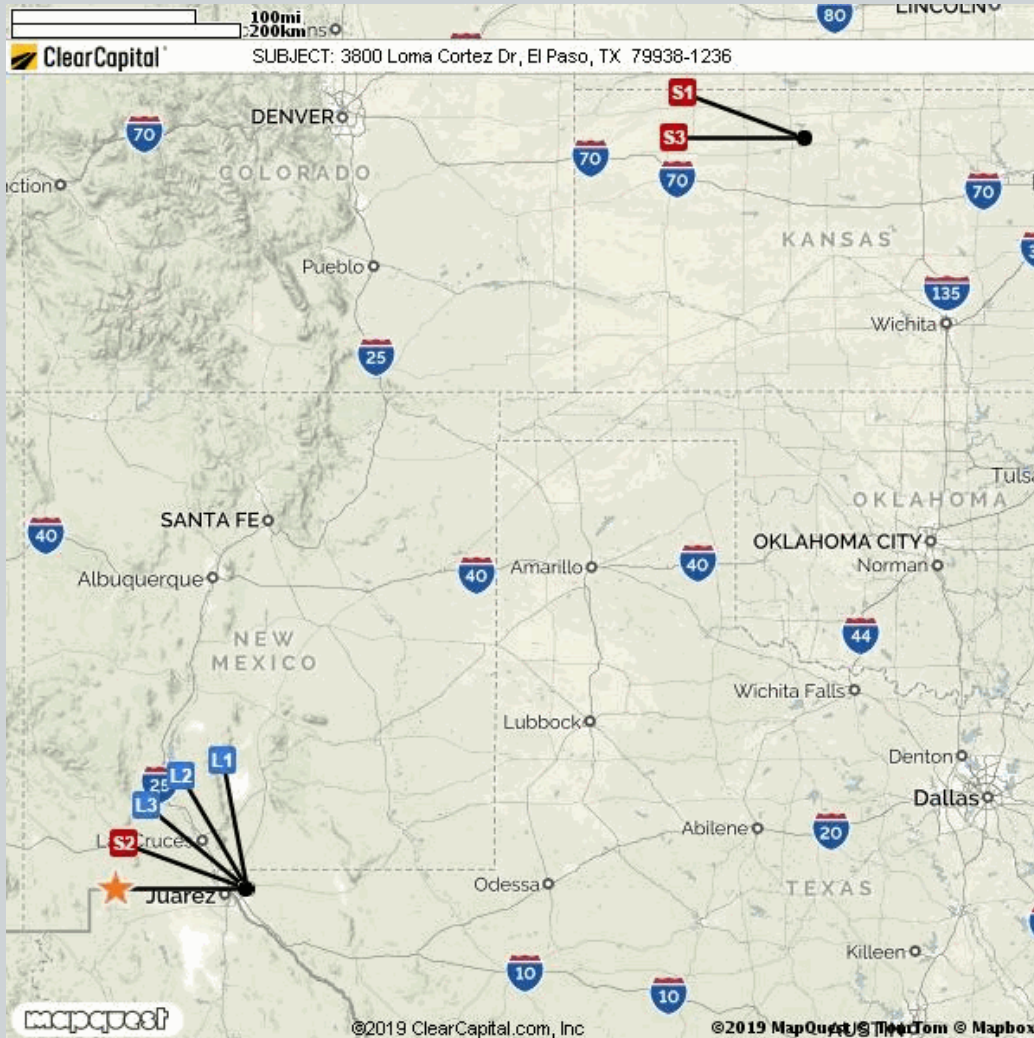 100mi
200km
80
LINCOLN
ClearCapital
SUBJECT: 3800 Loma Cortez Dr, El Paso, TX 79938-1236
S1
DENVER
70
S3
70
70
COLORADO
70
KANSAS
Pueblo
135
Wichita
25
OKLAHOMA
SANTA FE
40
OKLAHOMA CITY
Albuquerque
40
Amarillo
40
Norman
NEW
MEXICO
44
Wichita Falls
Lubbock
L1
Denton
L2
25
L3
Dallas
S2
Cruces
Abilene
20
Juárez
Odessa
TEXAS
Killeen
10
10
mapquest
©2019 ClearCapital.com, Inc
©2019 MapQuest © TomTom © Mapbox
AUSTIN